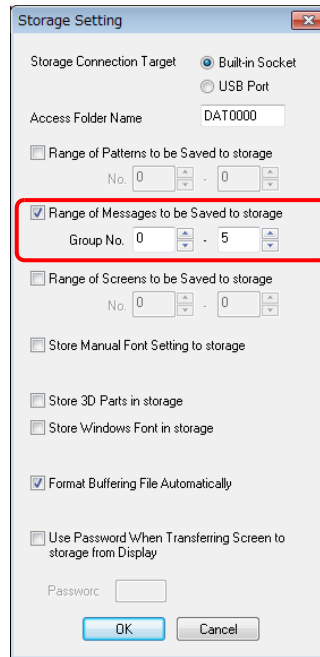 Storage Setting
Storage Connection Target Built-in Socket
USB Port
Access Folder Name DAT0000
Range of Patterns to be Saved to storage
No. 0 - 0
Range of Messages to be Saved to storage
Group No. 0 - 5
Range of Screens to be Saved to storage
No. 0 - 0
Store Manual Font Setting to storage
Store 3D Parts in storage
Store Windows Font in storage
Format Buffering File Automatically
Use Password When Transferring Screen to
storage from Display
Passworc
OK Cancel